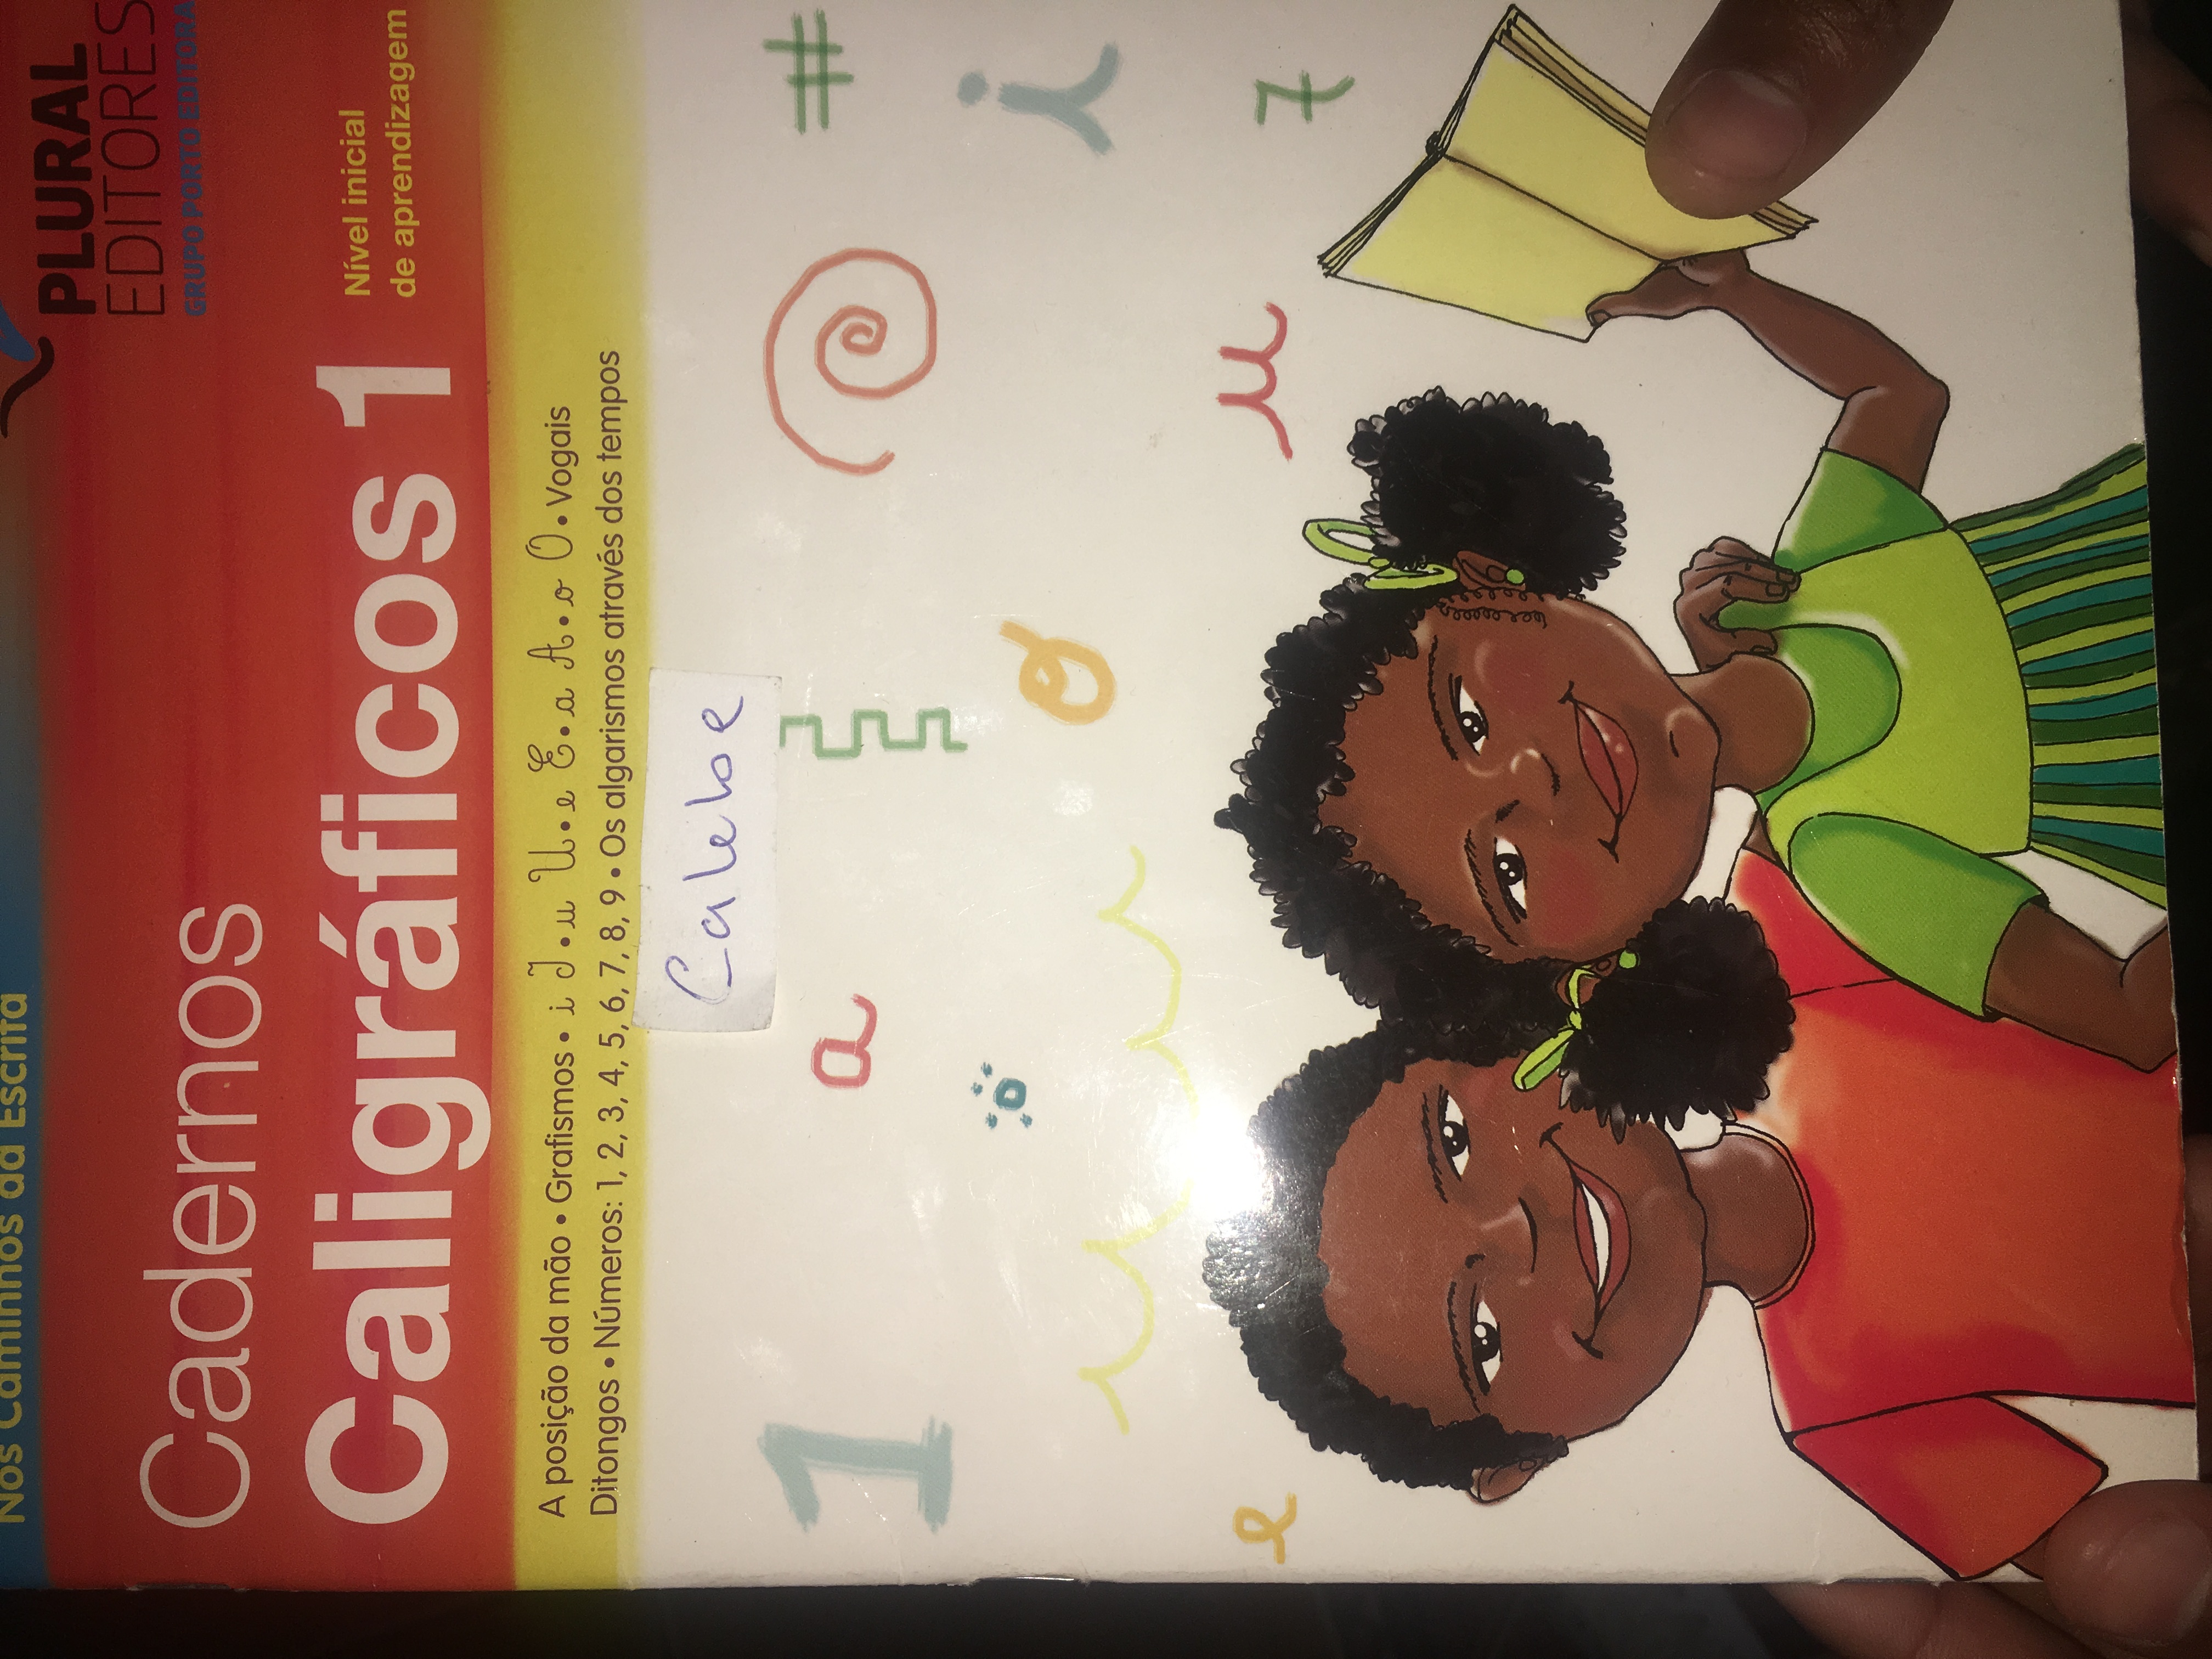 Nos Caminhos da Escrita
PLURAL
EDITORES
GRUPO PORTO EDITORA
Cadernos
Caligráficos 1
Nível inicial
de aprendizagem
A posição da mão • Grafismos • i I • u U • e E • a A • o O • Vogais
Ditongos • Números: 1, 2, 3, 4, 5, 6, 7, 8, 9 • Os algarismos através dos tempos
Calebe
1 a #
o i
e u 7